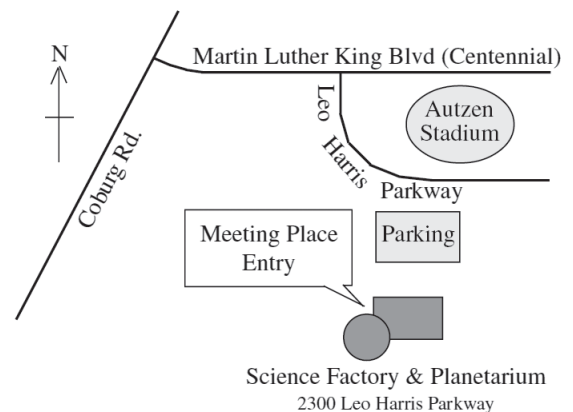 N
Martin Luther King Blvd (Centennial)
Leo
Harris
Parkway
Autzen
Stadium
Coburg Rd.
Parking
Meeting Place
Entry
Science Factory & Planetarium
2300 Leo Harris Parkway